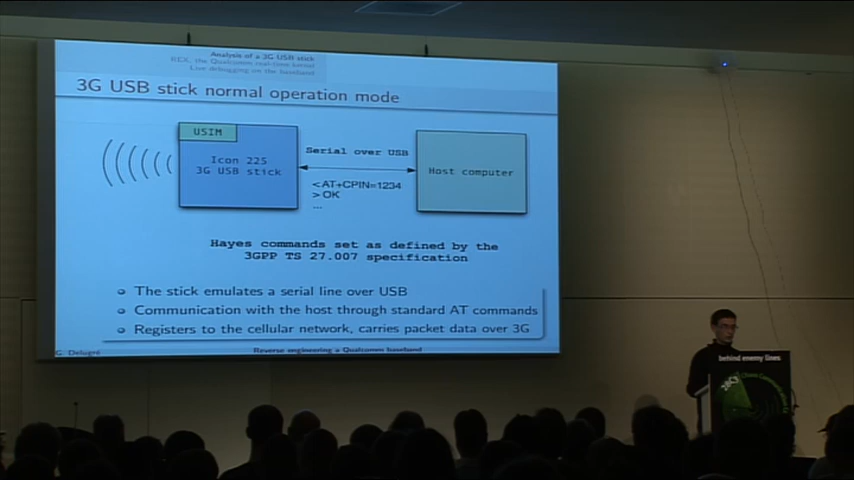 Analysis of a 3G USB stick
REX, the Qualcomm real-time kernel
Live debugging on the baseband
3G USB stick normal operation mode
USIM
Icon 225
3G USB stick
Serial over USB
<AT+CPIN=1234
>OK
...
Host computer
Hayes commands set as defined by the
3GPP TS 27.007 specification
The stick emulates a serial line over USB
Communication with the host through standard AT commands
Registers to the cellular network, carries packet data over 3G
G. Delugré
Reverse engineering a Qualcomm baseband
behind enemy lines
28C3